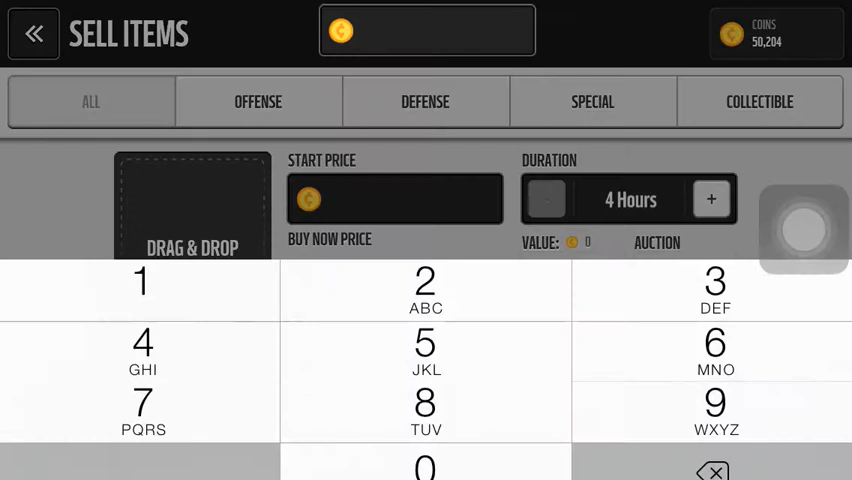 SELL ITEMS
COINS
50,204
ALL
OFFENSE
DEFENSE
SPECIAL
COLLECTIBLE
START PRICE
DURATION
4 Hours
+
DRAG & DROP
BUY NOW PRICE
VALUE: 0
AUCTION
1
2
ABC
3
DEF
4
GHI
5
JKL
6
MNO
7
PQRS
8
TUV
9
WXYZ
0